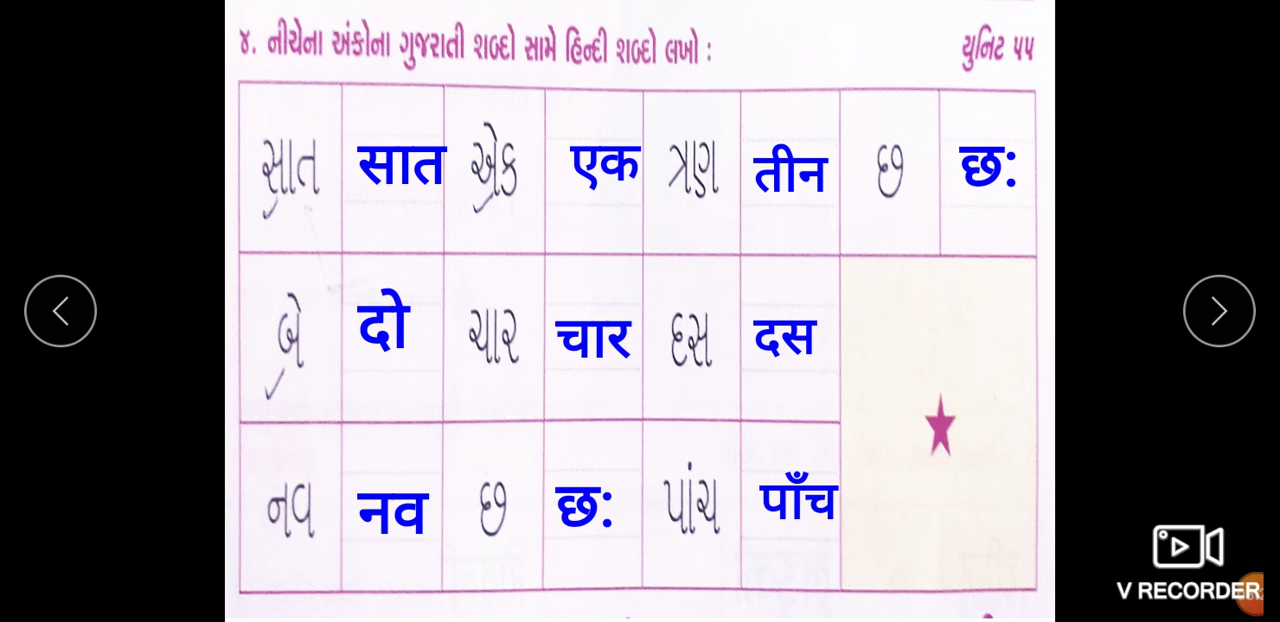 ૪. નીચેના અંકોના ગુજરાતી શબ્દો સામે હિન્દી શબ્દો લખો : યુનિટ ૫૫
સાત सात એક एक ત્રણ तीन છ छः
બે दो ચાર चार દસ दस
નવ नव છ छः પાંચ पाँच
V RECORDER